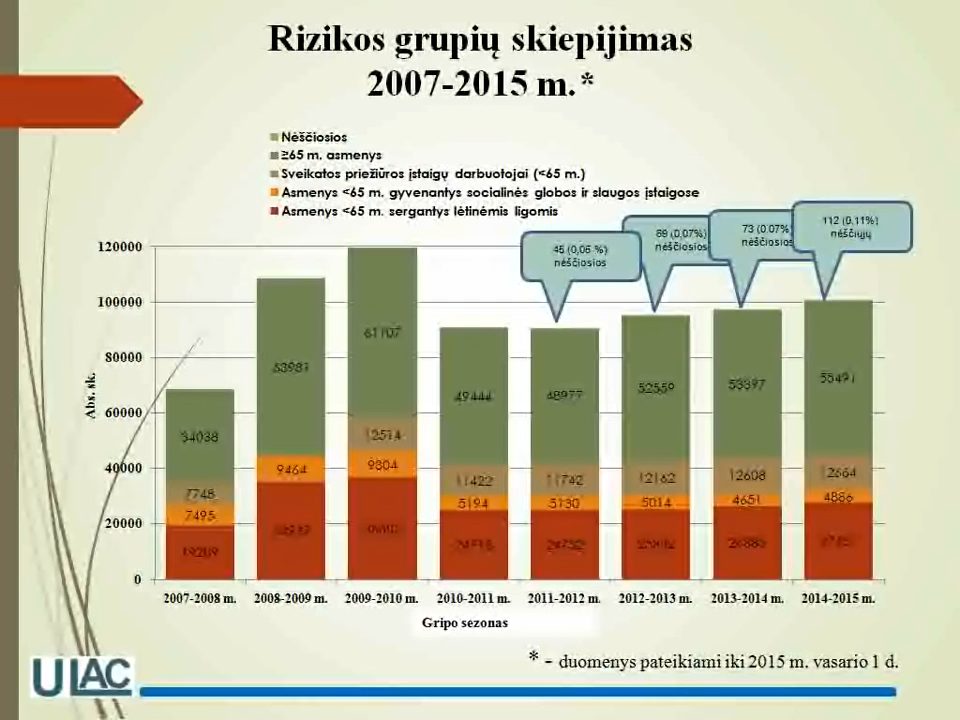 Rizikos grupių skiepijimas
2007-2015 m.*
Nėščiosios
≥65 m. asmenys
Sveikatos priežiūros įstaigų darbuotojai (<65 m.)
Asmenys <65 m. gyvenantys socialinės globos ir slaugos įstaigose
Asmenys <65 m. sergantys lėtinėmis ligomis
112 (0,11%)
nėščiųjų
73 (0,07%)
nėščiosios
69 (0,07%)
nėščiosios
45 (0,05 %)
nėščiosios
120000
100000
80000
60000
40000
20000
0
Abs. sk.
34038
7748
7495
19209
63981
9464
61107
12514
9804
49444
11422
5194
48977
11742
5130
24752
52559
12162
5014
53397
12608
4651
26885
55491
12664
4886
2007-2008 m.
2008-2009 m.
2009-2010 m.
2010-2011 m.
2011-2012 m.
2012-2013 m.
2013-2014 m.
2014-2015 m.
Gripo sezonas
* - duomenys pateikiami iki 2015 m. vasario 1 d.
ULAC